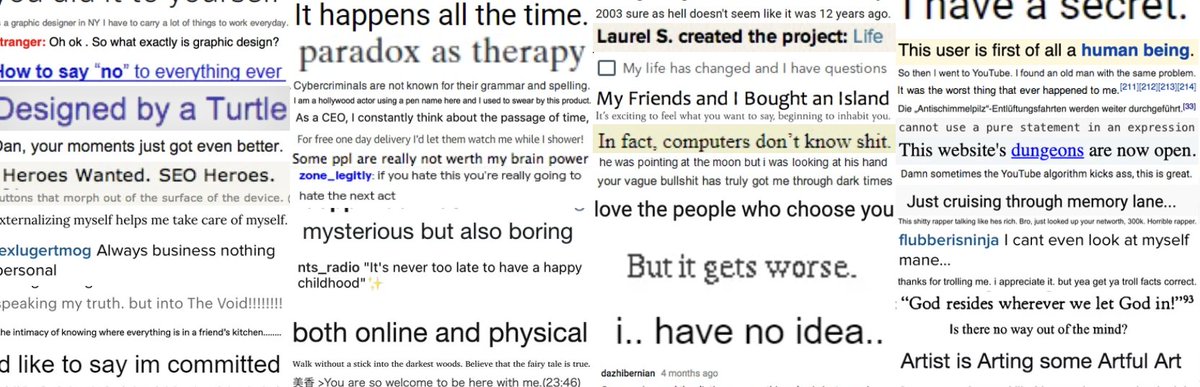 you did it to yourself
a graphic designer in NY I have to carry a lot of things to work everyday.
tranger: Oh ok . So what exactly is graphic design?
How to say “no” to everything ever
Designed by a Turtle
Dan, your moments just got even better.
Heroes Wanted. SEO Heroes.
uttons that morph out of the surface of the device.
xternalizing myself helps me take care of myself.
exlugertmog Always business nothing
personal
speaking my truth. but into The Void!!!!!!!!
the intimacy of knowing where everything is in a friend's kitchen........
d like to say im committed
It happens all the time.
paradox as therapy
Cybercriminals are not known for their grammar and spelling.
I am a hollywood actor using a pen name here and I used to swear by this product.
As a CEO, I constantly think about the passage of time,
For free one day delivery I'd let them watch me while I shower!
Some ppl are really not werth my brain power
zone_legitly: if you hate this you're really going to
hate the next act
mysterious but also boring
nts_radio "It's never too late to have a happy
childhood"✨
both online and physical
Walk without a stick into the darkest woods. Believe that the fairy tale is true.
美香 >You are so welcome to be here with me.(23:46)
2003 sure as hell doesn't seem like it was 12 years ago.
Laurel S. created the project: Life
My life has changed and I have questions
My Friends and I Bought an Island
It's exciting to feel what you want to say, beginning to inhabit you.
In fact, computers don't know shit.
he was pointing at the moon but i was looking at his hand
your vague bullshit has truly got me through dark times
love the people who choose you
But it gets worse.
i.. have no idea..
dazhibernian 4 months ago
I have a secret.
This user is first of all a human being.
So then I went to YouTube. I found an old man with the same problem.
It was the worst thing that ever happened to me.[211][212][213][214]
Die „Antischimmelpilz“-Entlüftungsfahrten werden weiter durchgeführt.[33]
cannot use a pure statement in an expression
This website's dungeons are now open.
Damn sometimes the YouTube algorithm kicks ass, this is great.
Just cruising through memory lane...
This shitty rapper talking like hes rich. Bro, just looked up your networth, 300k. Horrible rapper.
flubberisninja I cant even look at myself
mane...
thanks for trolling me. i appreciate it. but yea get ya troll facts correct.
“God resides wherever we let God in!”93
Is there no way out of the mind?
Artist is Arting some Artful Art